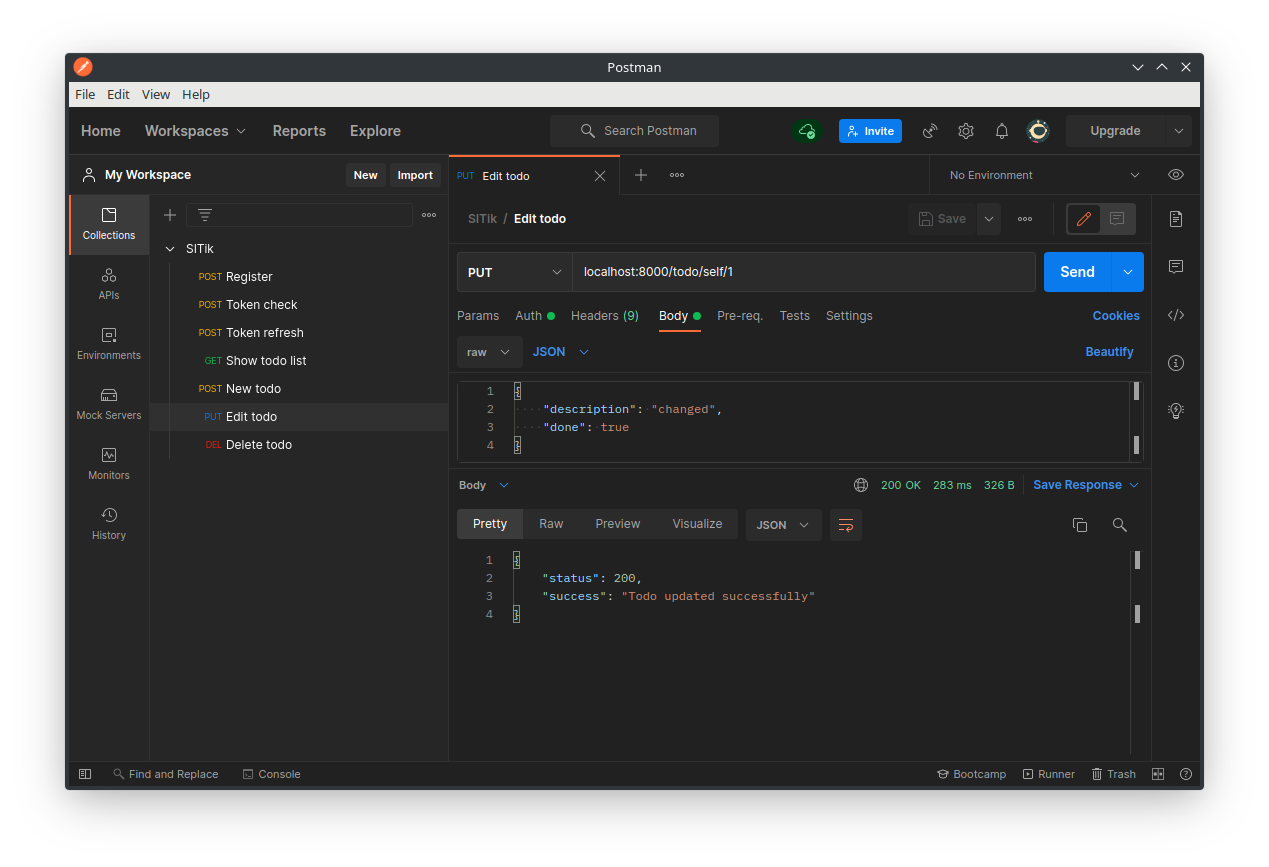 Postman
File Edit View Help
Home Workspaces Reports Explore Search Postman Invite Upgrade
My Workspace New Import
PUT Edit todo
No Environment
Collections
APIs
Environments
Mock Servers
Monitors
History
SITik
POST Register
POST Token check
POST Token refresh
GET Show todo list
POST New todo
PUT Edit todo
DEL Delete todo
SITik / Edit todo Save
PUT localhost:8000/todo/self/1 Send
Params Auth Headers (9) Body Pre-req. Tests Settings Cookies
raw JSON Beautify
1 {
2 "description": "changed",
3 "done": true
4 }
Body 200 OK 283 ms 326 B Save Response
Pretty Raw Preview Visualize JSON
1 {
2 "status": 200,
3 "success": "Todo updated successfully"
4 }
Find and Replace Console Bootcamp Runner Trash